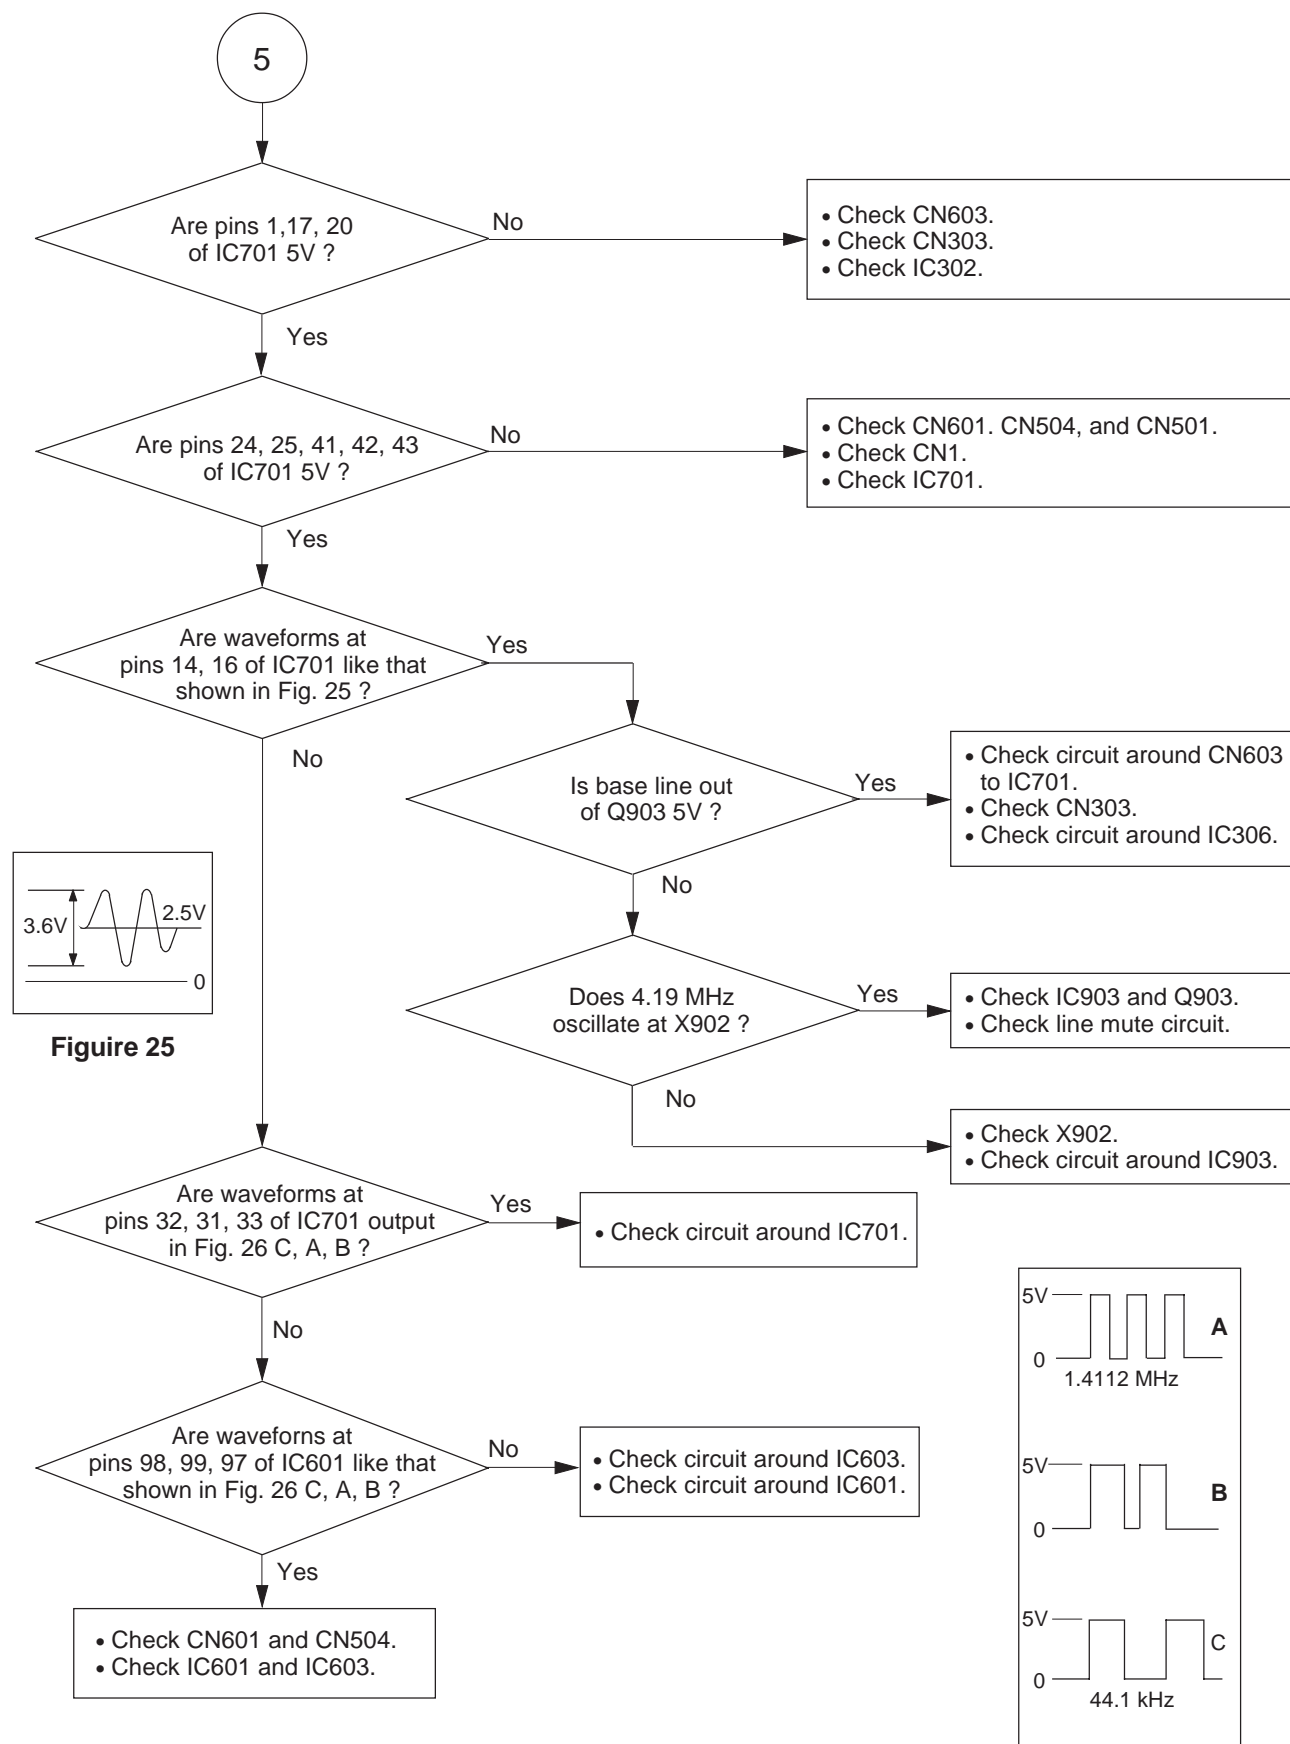 5
Are pins 1,17, 20
of IC701 5V ?
No
• Check CN603.
• Check CN303.
• Check IC302.
Yes
Are pins 24, 25, 41, 42, 43
of IC701 5V ?
No
• Check CN601. CN504, and CN501.
• Check CN1.
• Check IC701.
Yes
Are waveforms at
pins 14, 16 of IC701 like that
shown in Fig. 25 ?
Yes
No
Is base line out
of Q903 5V ?
Yes
• Check circuit around CN603
to IC701.
• Check CN303.
• Check circuit around IC306.
No
3.6V
2.5V
0
Figuire 25
Does 4.19 MHz
oscillate at X902 ?
Yes
• Check IC903 and Q903.
• Check line mute circuit.
No
• Check X902.
• Check circuit around IC903.
Are waveforms at
pins 32, 31, 33 of IC701 output
in Fig. 26 C, A, B ?
Yes
• Check circuit around IC701.
No
Are waveforns at
pins 98, 99, 97 of IC601 like that
shown in Fig. 26 C, A, B ?
No
• Check circuit around IC603.
• Check circuit around IC601.
Yes
• Check CN601 and CN504.
• Check IC601 and IC603.
5V
A
0
1.4112 MHz
5V
B
0
5V
C
0
44.1 kHz